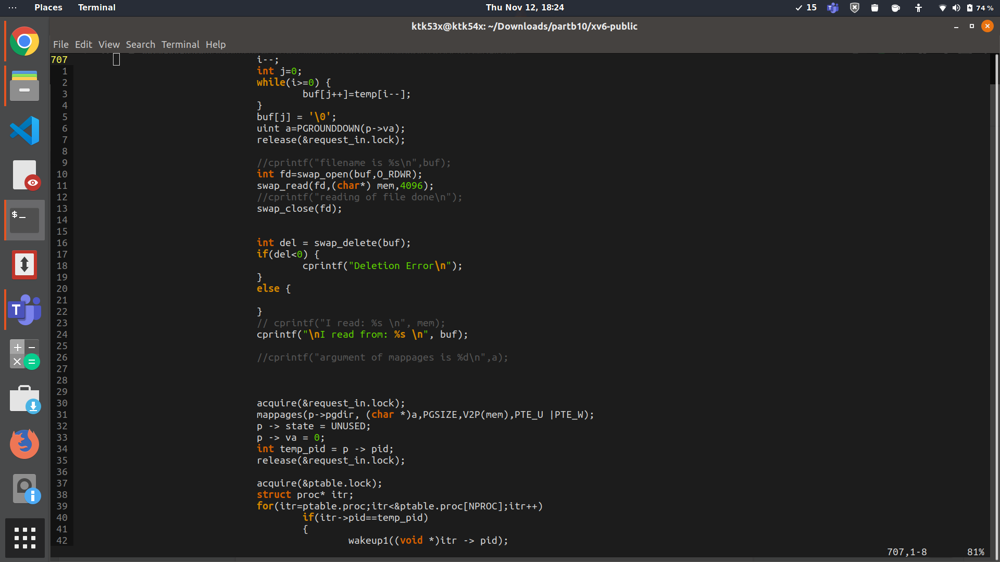 Places Terminal Thu Nov 12, 18:24 15 74 %
ktk53x@ktk54x: ~/Downloads/partb10/xv6-public
File Edit View Search Terminal Help
707 i--;
1 int j=0;
2 while(i>=0) {
3 buf[j++]=temp[i--];
4 }
5 buf[j] = '\0';
6 uint a=PGROUNDDOWN(p->va);
7 release(&request_in.lock);
8
9 //cprintf("filename is %s\n",buf);
10 int fd=swap_open(buf,O_RDWR);
11 swap_read(fd,(char*) mem,4096);
12 //cprintf("reading of file done\n");
13 swap_close(fd);
14
15
16 int del = swap_delete(buf);
17 if(del<0) {
18 cprintf("Deletion Error\n");
19 }
20 else {
21
22 }
23 // cprintf("I read: %s \n", mem);
24 cprintf("\nI read from: %s \n", buf);
25
26 //cprintf("argument of mappages is %d\n",a);
27
28
29
30 acquire(&request_in.lock);
31 mappages(p->pgdir, (char *)a,PGSIZE,V2P(mem),PTE_U |PTE_W);
32 p -> state = UNUSED;
33 p -> va = 0;
34 int temp_pid = p -> pid;
35 release(&request_in.lock);
36
37 acquire(&ptable.lock);
38 struct proc* itr;
39 for(itr=ptable.proc;itr<&ptable.proc[NPROC];itr++)
40 if(itr->pid==temp_pid)
41 {
42 wakeup1((void *)itr -> pid);
707,1-8 81%